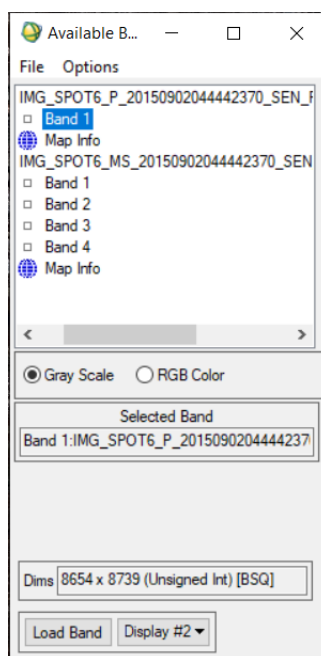 Available B...
File Options
IMG_SPOT6_P_20150902044442370_SEN_
Band 1
Map Info
IMG_SPOT6_MS_20150902044442370_SEN
Band 1
Band 2
Band 3
Band 4
Map Info
Gray Scale RGB Color
Selected Band
Band 1:IMG_SPOT6_P_2015090204444237
Dims 8654 x 8739 (Unsigned Int) [BSQ]
Load Band Display #2